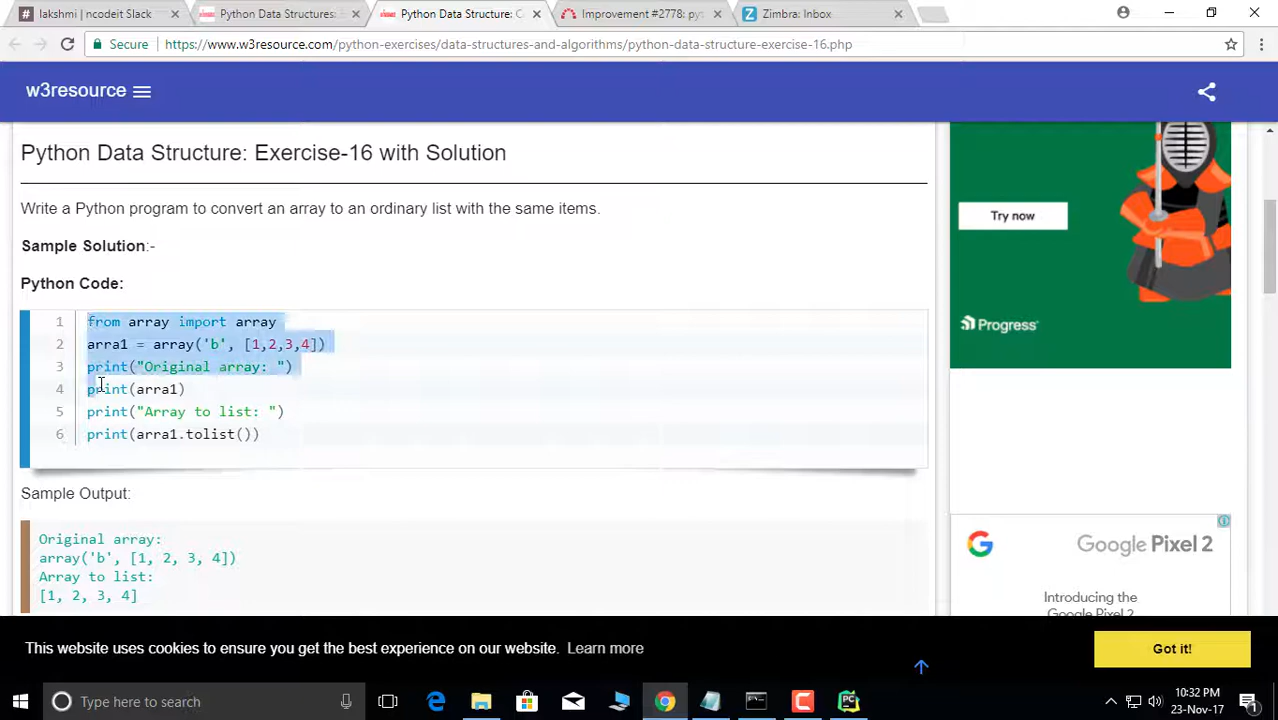 lakshmi | ncodeit Slack
Python Data Structures:
Python Data Structure: E
Improvement #2778: pyt
Zimbra: Inbox
Secure
https://www.w3resource.com/python-exercises/data-structures-and-algorithms/python-data-structure-exercise-16.php
w3resource
Python Data Structure: Exercise-16 with Solution
Write a Python program to convert an array to an ordinary list with the same items.
Sample Solution:-
Python Code:
1 from array import array
2 arra1 = array('b', [1,2,3,4])
3 print("Original array: ")
4 print(arra1)
5 print("Array to list: ")
6 print(arra1.tolist())
Sample Output:
Original array:
array('b', [1, 2, 3, 4])
Array to list:
[1, 2, 3, 4]
Try now
Progress
Google Pixel 2
Introducing the
Google Pixel 2
This website uses cookies to ensure you get the best experience on our website. Learn more
Got it!
Type here to search
10:32 PM
23-Nov-17